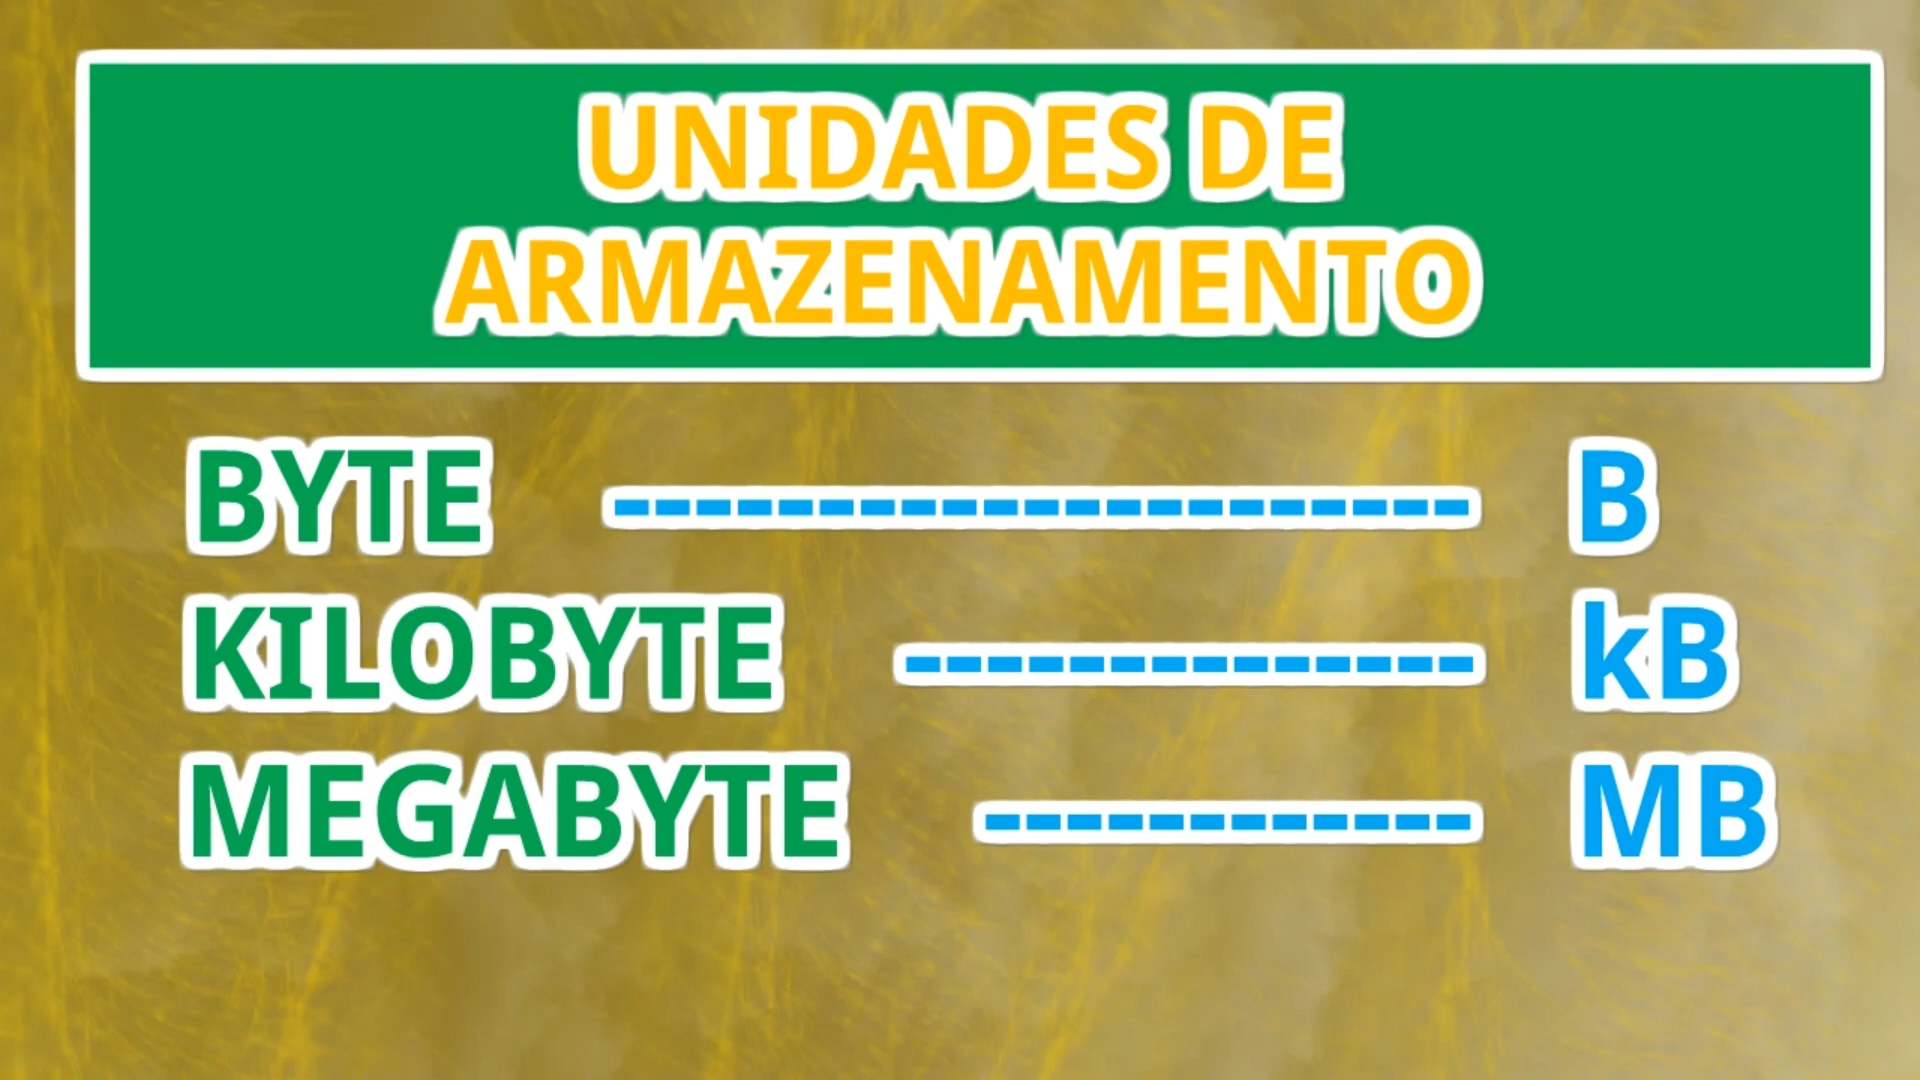 UNIDADES DE
ARMAZENAMENTO
BYTE --------------------- B
KILOBYTE -------------- kB
MEGABYTE ------------ MB